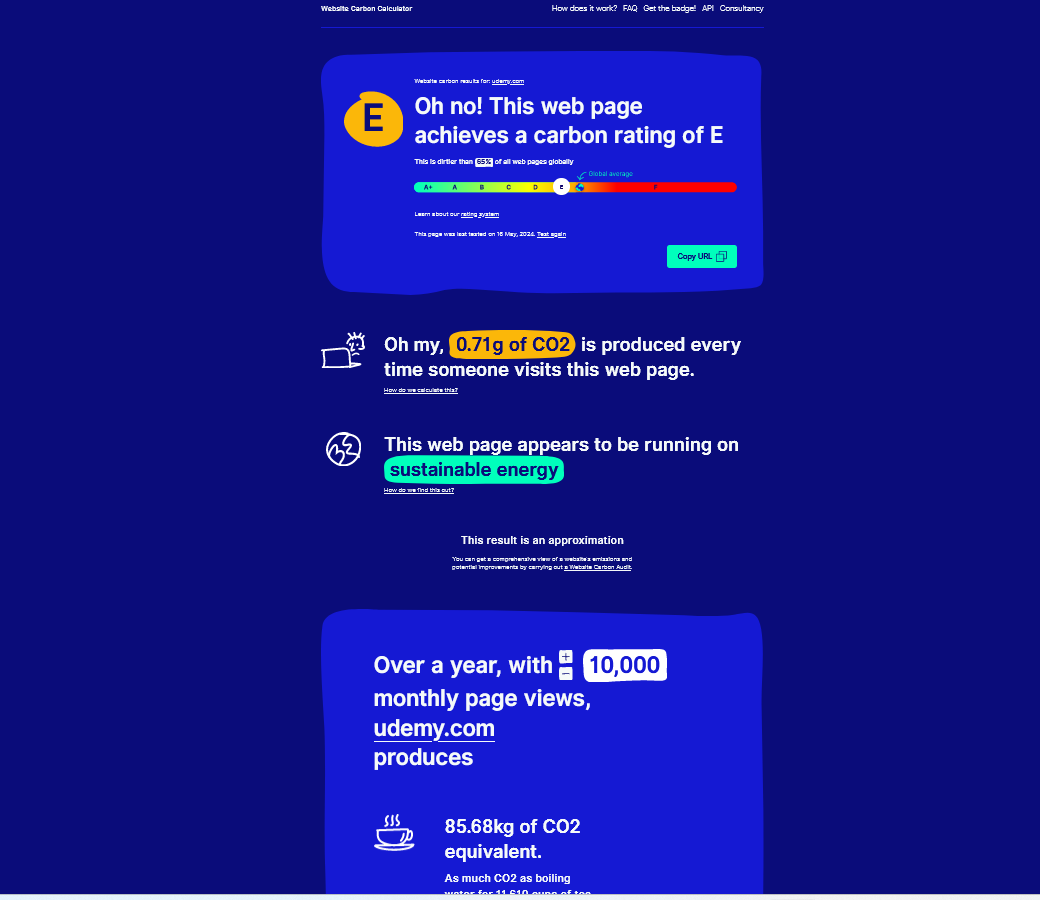 Website Carbon Calculator
How does it work? FAQ Get the badge! API Consultancy
Website carbon results for: udemy.com
E
Oh no! This web page
achieves a carbon rating of E
This is dirtier than 65% of all web pages globally
Global average
A+ A B C D E F
Learn about our rating system
This page was last tested on 16 May, 2024. Test again
Copy URL
Oh my, 0.71g of CO2 is produced every
time someone visits this web page.
How do we calculate this?
This web page appears to be running on
sustainable energy
How do we find this out?
This result is an approximation
You can get a comprehensive view of a website's emissions and
potential improvements by carrying out a Website Carbon Audit.
Over a year, with + − 10,000
monthly page views,
udemy.com
produces
85.68kg of CO2
equivalent.
As much CO2 as boiling
water for 11,610 cups of tea